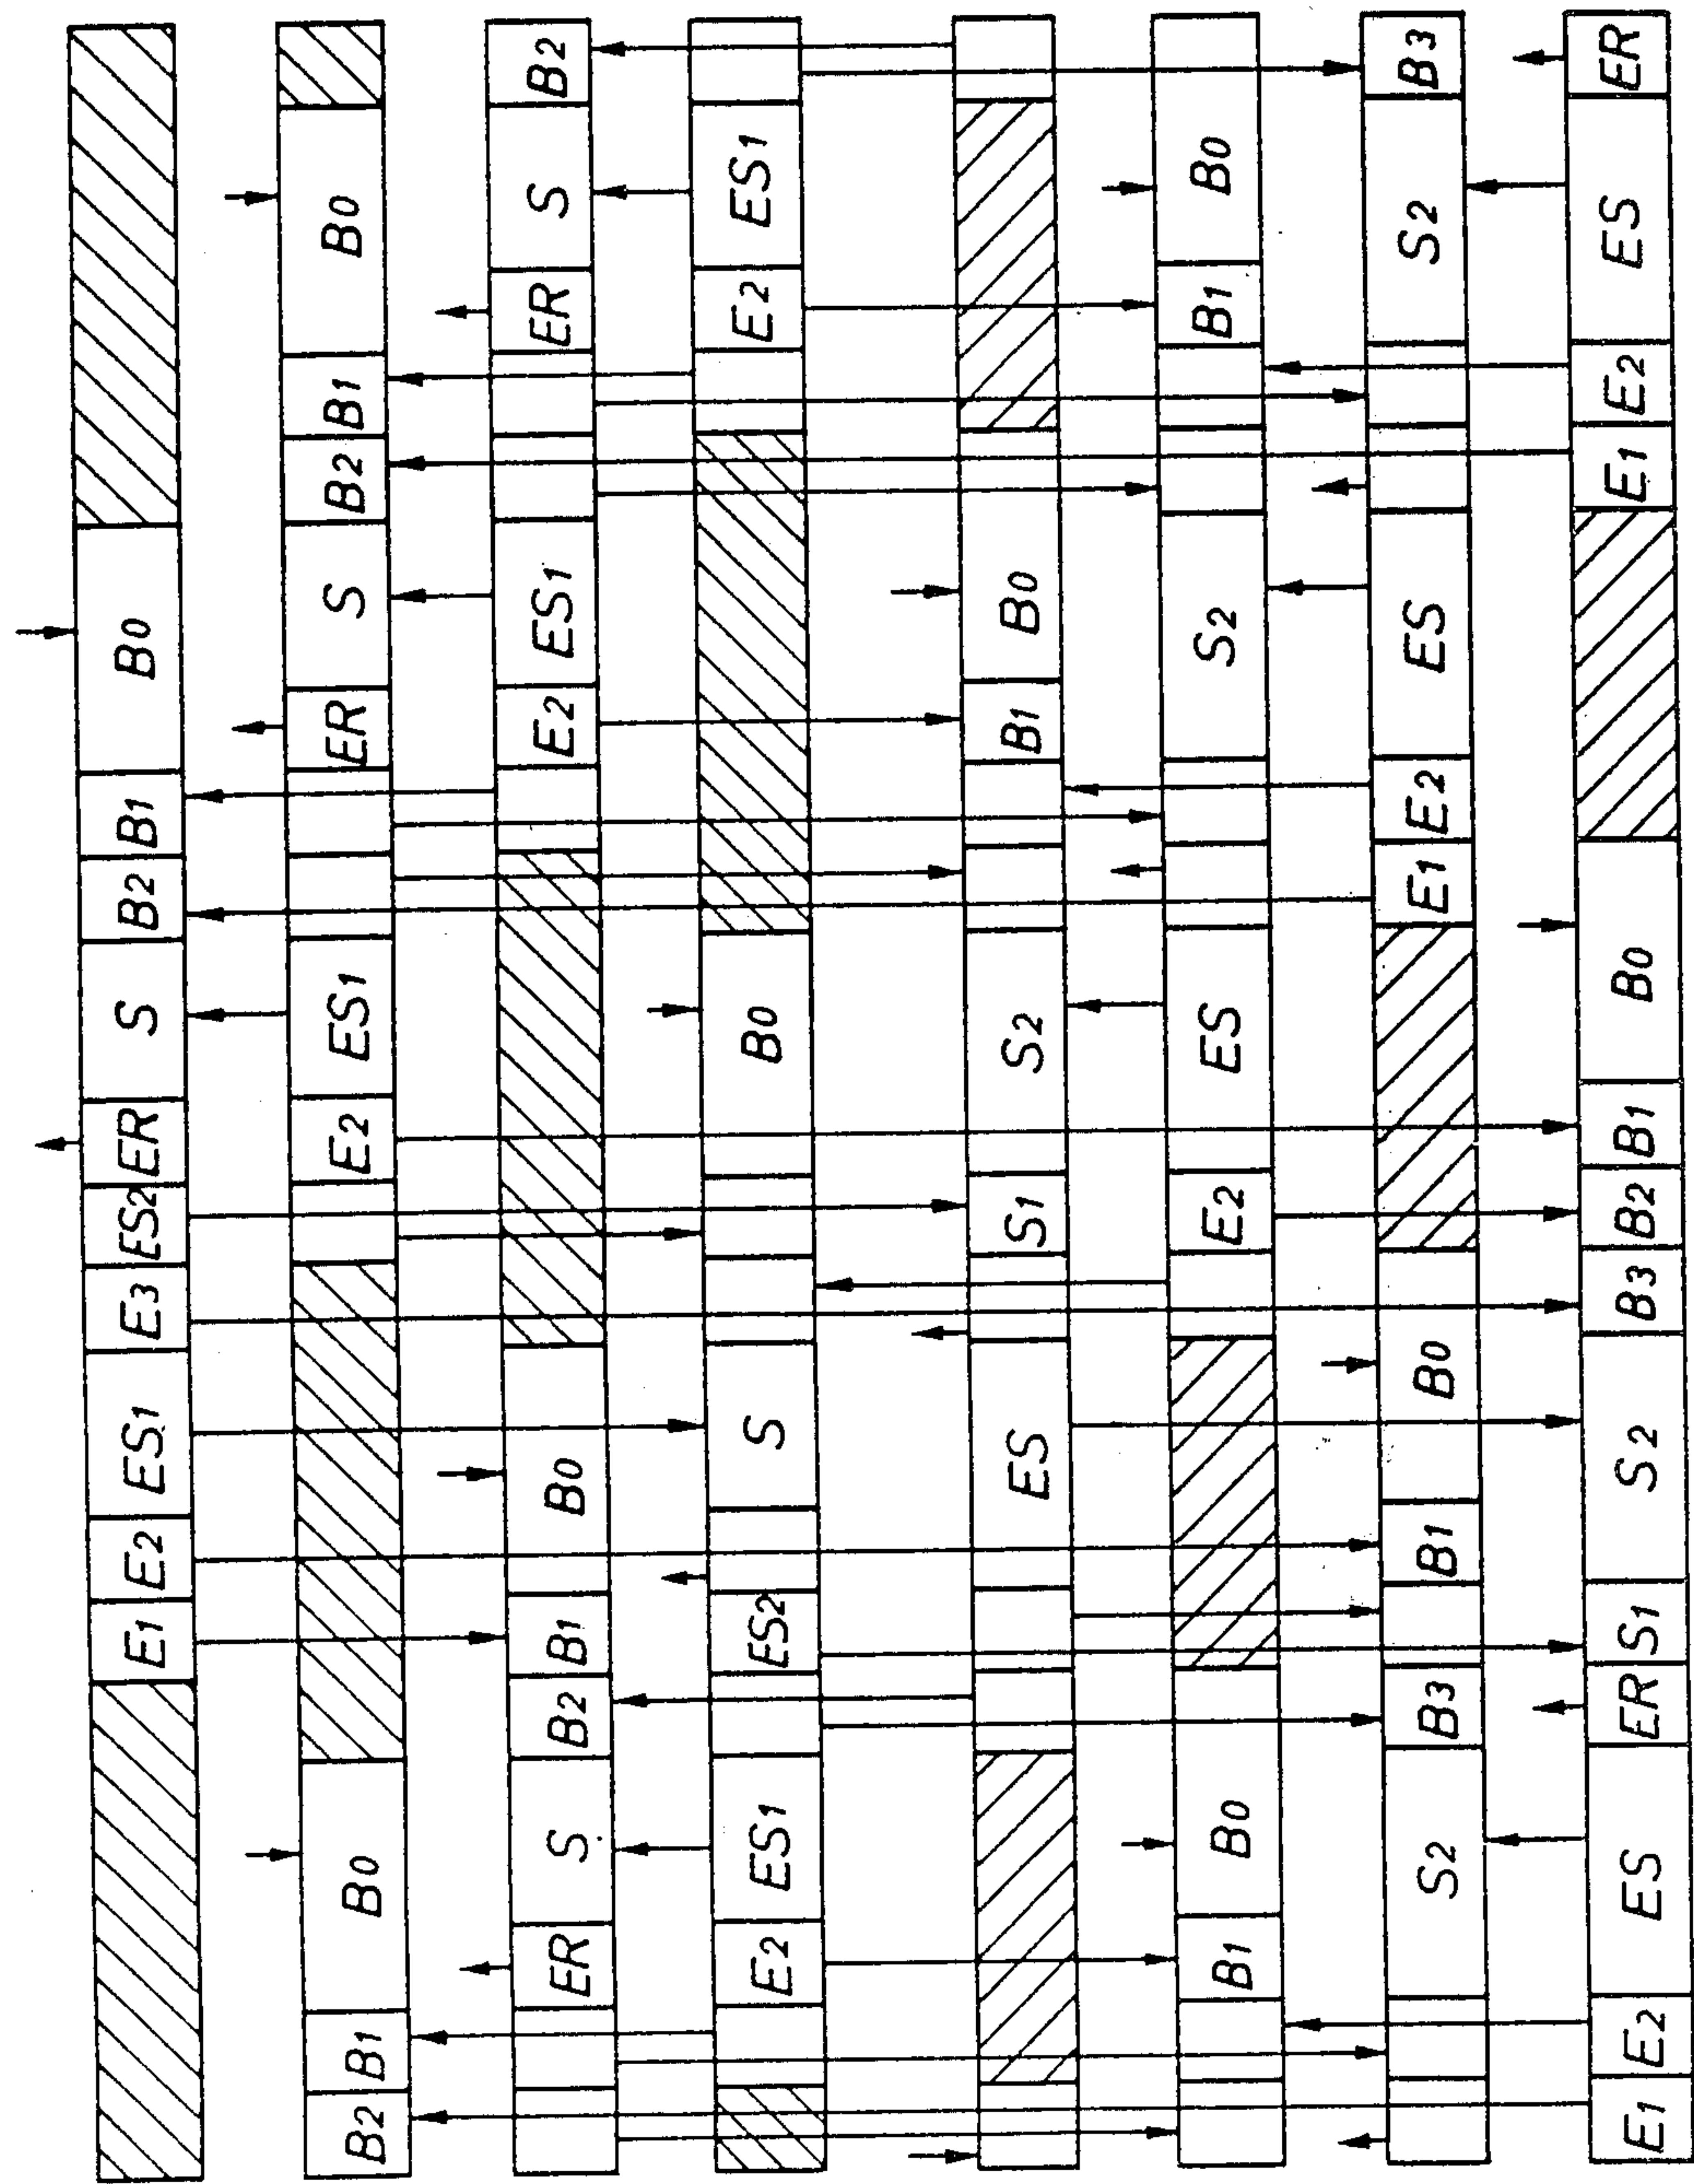 E1 E2 ES1 E3 ES2 ER S B2 B1 B0
B2 B1 B0 E2 ES1 ER S B2 B1 B0
ER S B2 B1 B0 E2 ES1 ER S B2
E2 ES1 ES2 S B0 E2 ES1
ES S1 S2 B1 B0
B1 B0 E2 ES S2 B1 B0
S2 B3 B1 B0 E1 E2 ES S2 B3
E1 E2 ES ER S1 S2 B3 B2 B1 B0 E1 E2 ES ER